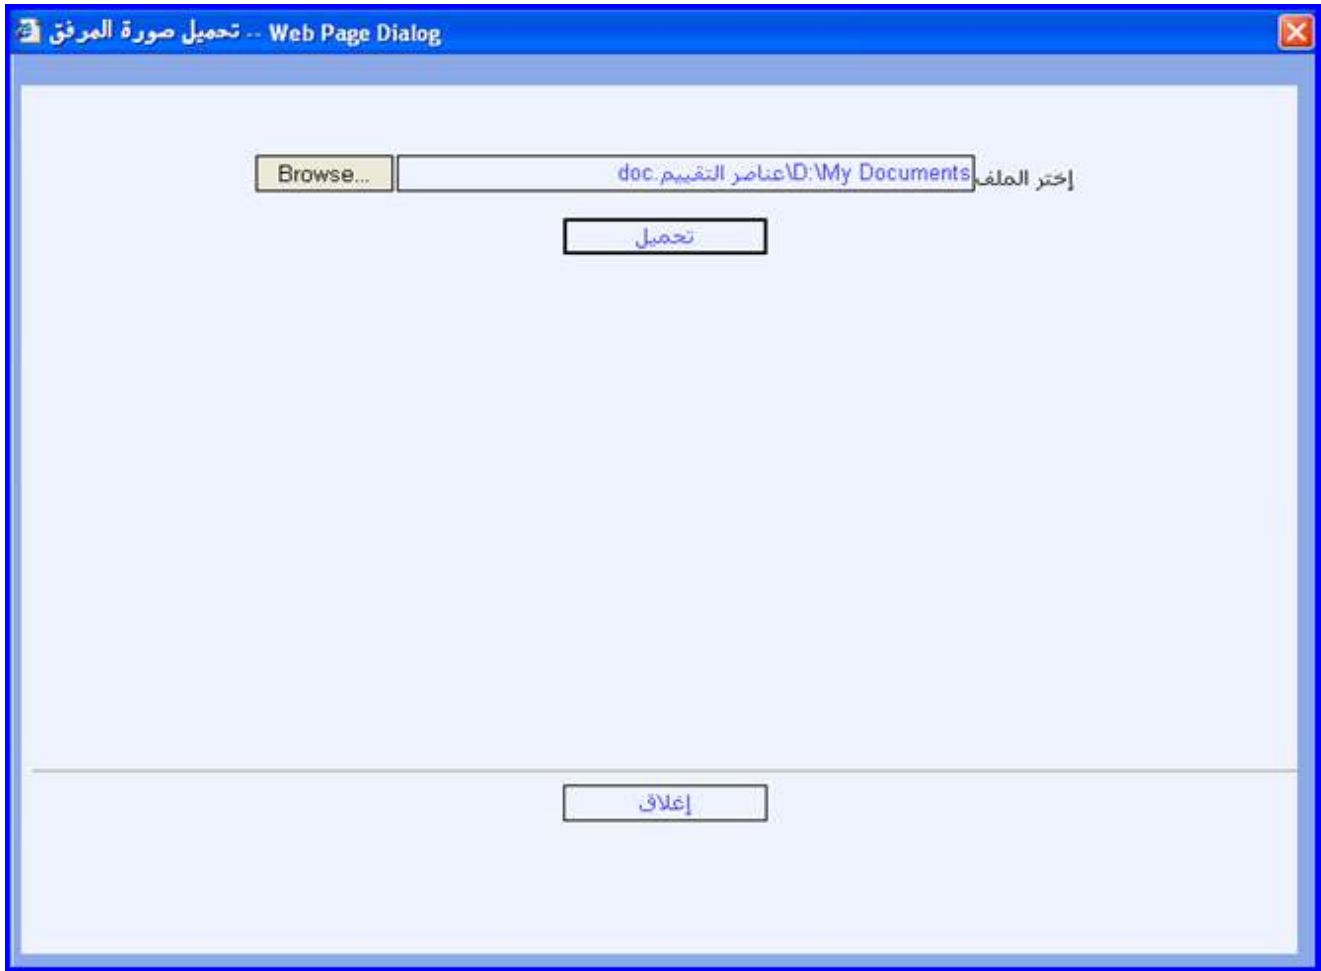 تحميل صورة المرفق -- Web Page Dialog
إختر الملف D:\My Documents\عناصر التقييم.doc Browse...
تحميل
إغلاق